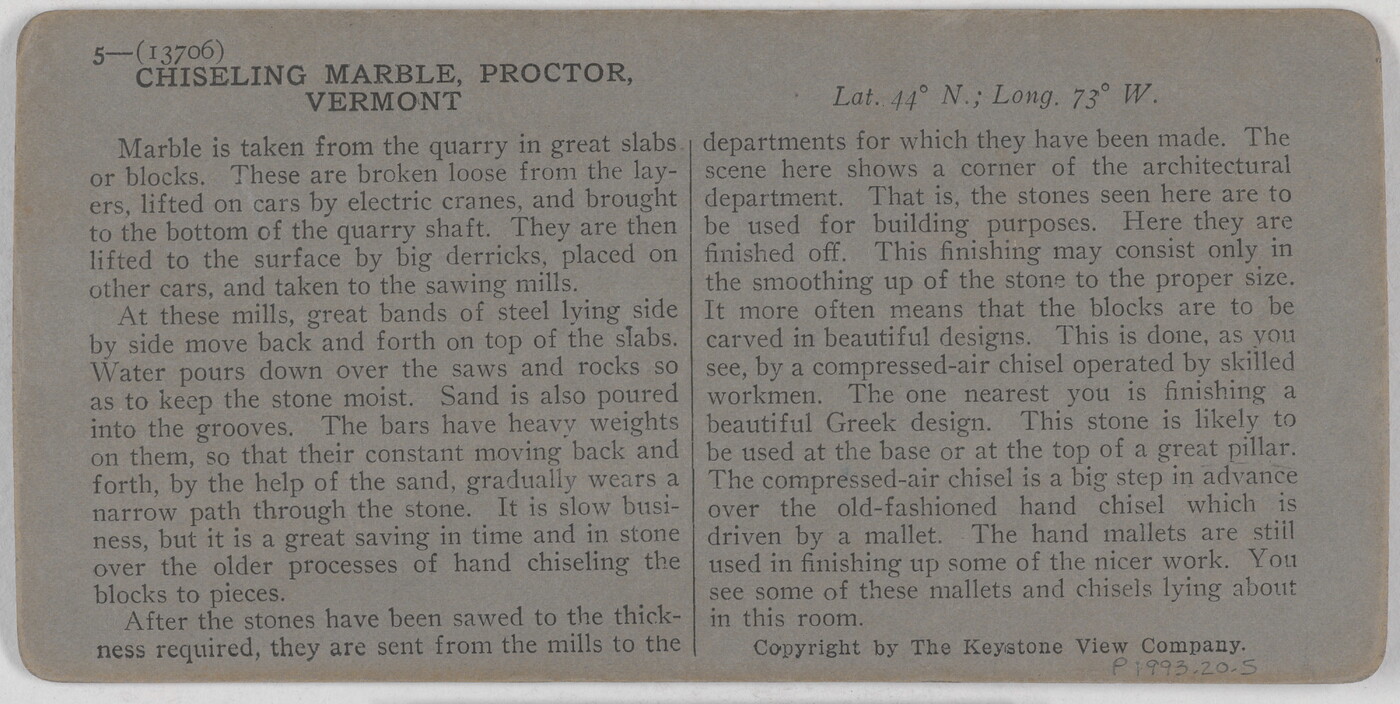 5—(13706)
CHISELING MARBLE, PROCTOR,
VERMONT
Marble is taken from the quarry in great slabs
or blocks. These are broken loose from the lay-
ers, lifted on cars by electric cranes, and brought
to the bottom of the quarry shaft. They are then
lifted to the surface by big derricks, placed on
other cars, and taken to the sawing mills.
At these mills, great bands of steel lying side
by side move back and forth on top of the slabs.
Water pours down over the saws and rocks so
as to keep the stone moist. Sand is also poured
into the grooves. The bars have heavy weights
on them, so that their constant moving back and
forth, by the help of the sand, gradually wears a
narrow path through the stone. It is slow busi-
ness, but it is a great saving in time and in stone
over the older processes of hand chiseling the
blocks to pieces.
After the stones have been sawed to the thick-
ness required, they are sent from the mills to the
Lat. 44° N.; Long. 73° W.
departments for which they have been made. The
scene here shows a corner of the architectural
department. That is, the stones seen here are to
be used for building purposes. Here they are
finished off. This finishing may consist only in
the smoothing up of the stone to the proper size.
It more often means that the blocks are to be
carved in beautiful designs. This is done, as you
see, by a compressed-air chisel operated by skilled
workmen. The one nearest you is finishing a
beautiful Greek design. This stone is likely to
be used at the base or at the top of a great pillar.
The compressed-air chisel is a big step in advance
over the old-fashioned hand chisel which is
driven by a mallet. The hand mallets are still
used in finishing up some of the nicer work. You
see some of these mallets and chisels lying about
in this room.
Copyright by The Keystone View Company.
P1993.20.5